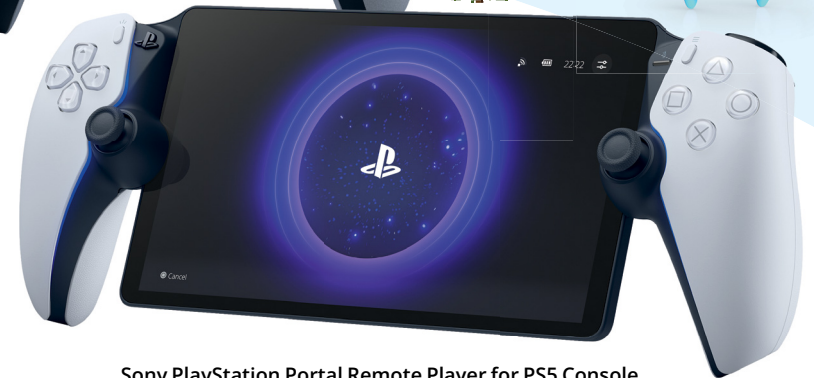 22 22
Cancel
Sony PlayStation Portal Remote Player for PS5 Console